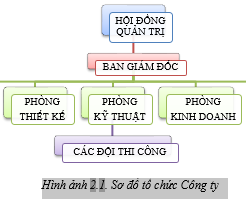 HỘI ĐỒNG
QUẢN TRỊ
BAN GIÁM ĐỐC
PHÒNG
THIẾT KẾ
PHÒNG
KỸ THUẬT
PHÒNG
KINH DOANH
CÁC ĐỘI THI CÔNG
Hình ảnh 2.1. Sơ đồ tổ chức Công ty